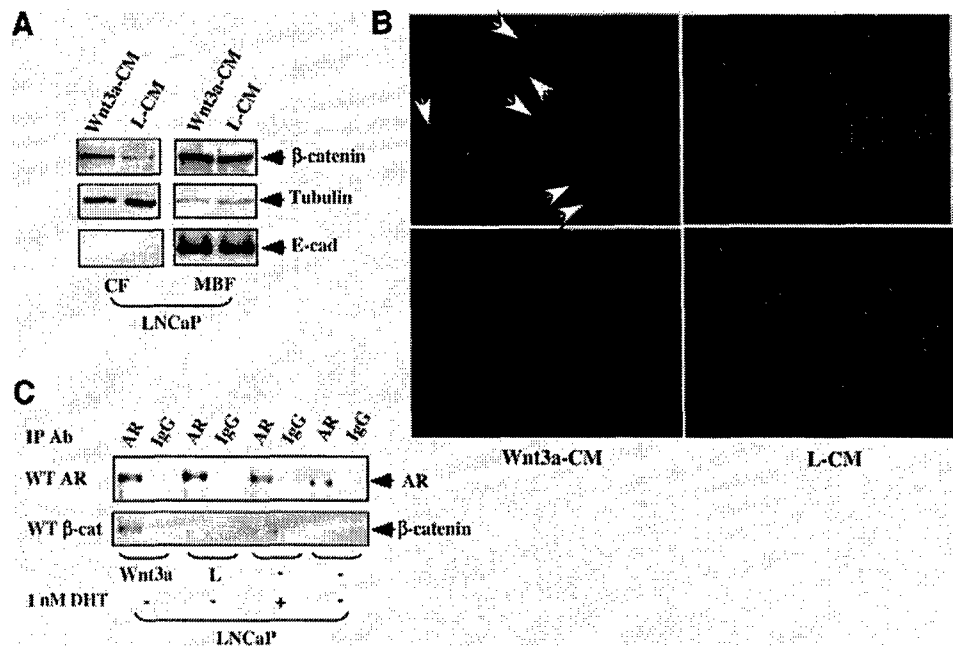 A
B
Wnt3a-CM
L-CM
Wnt3a-CM
L-CM
β-catenin
Tubulin
E-cad
CF
MBF
LNCaP
Wnt3a-CM
L-CM
C
IP Ab
AR
IgG
AR
IgG
AR
IgG
AR
IgG
WT AR
AR
WT β-cat
β-catenin
Wnt3a
L
-
-
1 nM DHT
-
-
+
-
LNCaP